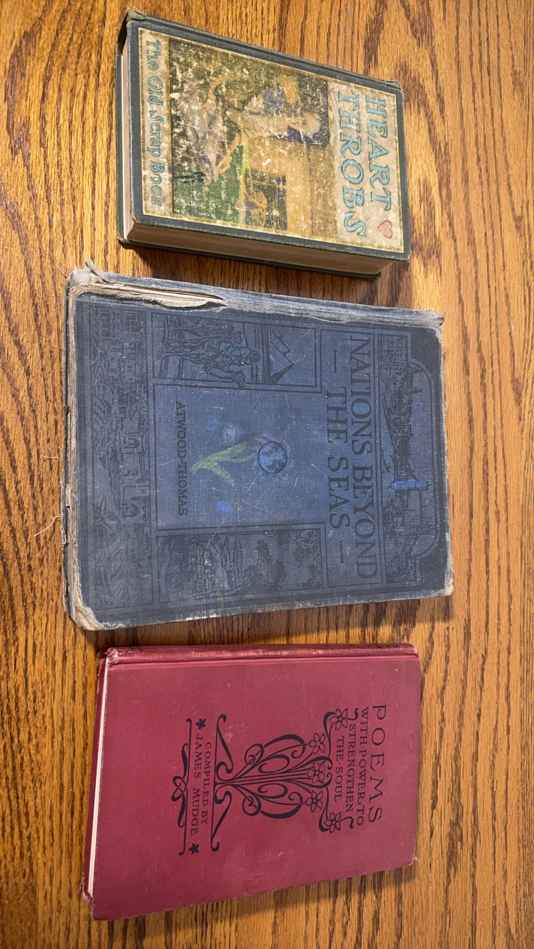 HEART
THROBS
The Old Scrap Book
NATIONS BEYOND
— THE SEAS —
ATWOOD-THOMAS
POEMS
WITH POWER TO
STRENGTHEN
THE SOUL
COMPILED BY
JAMES MUDGE